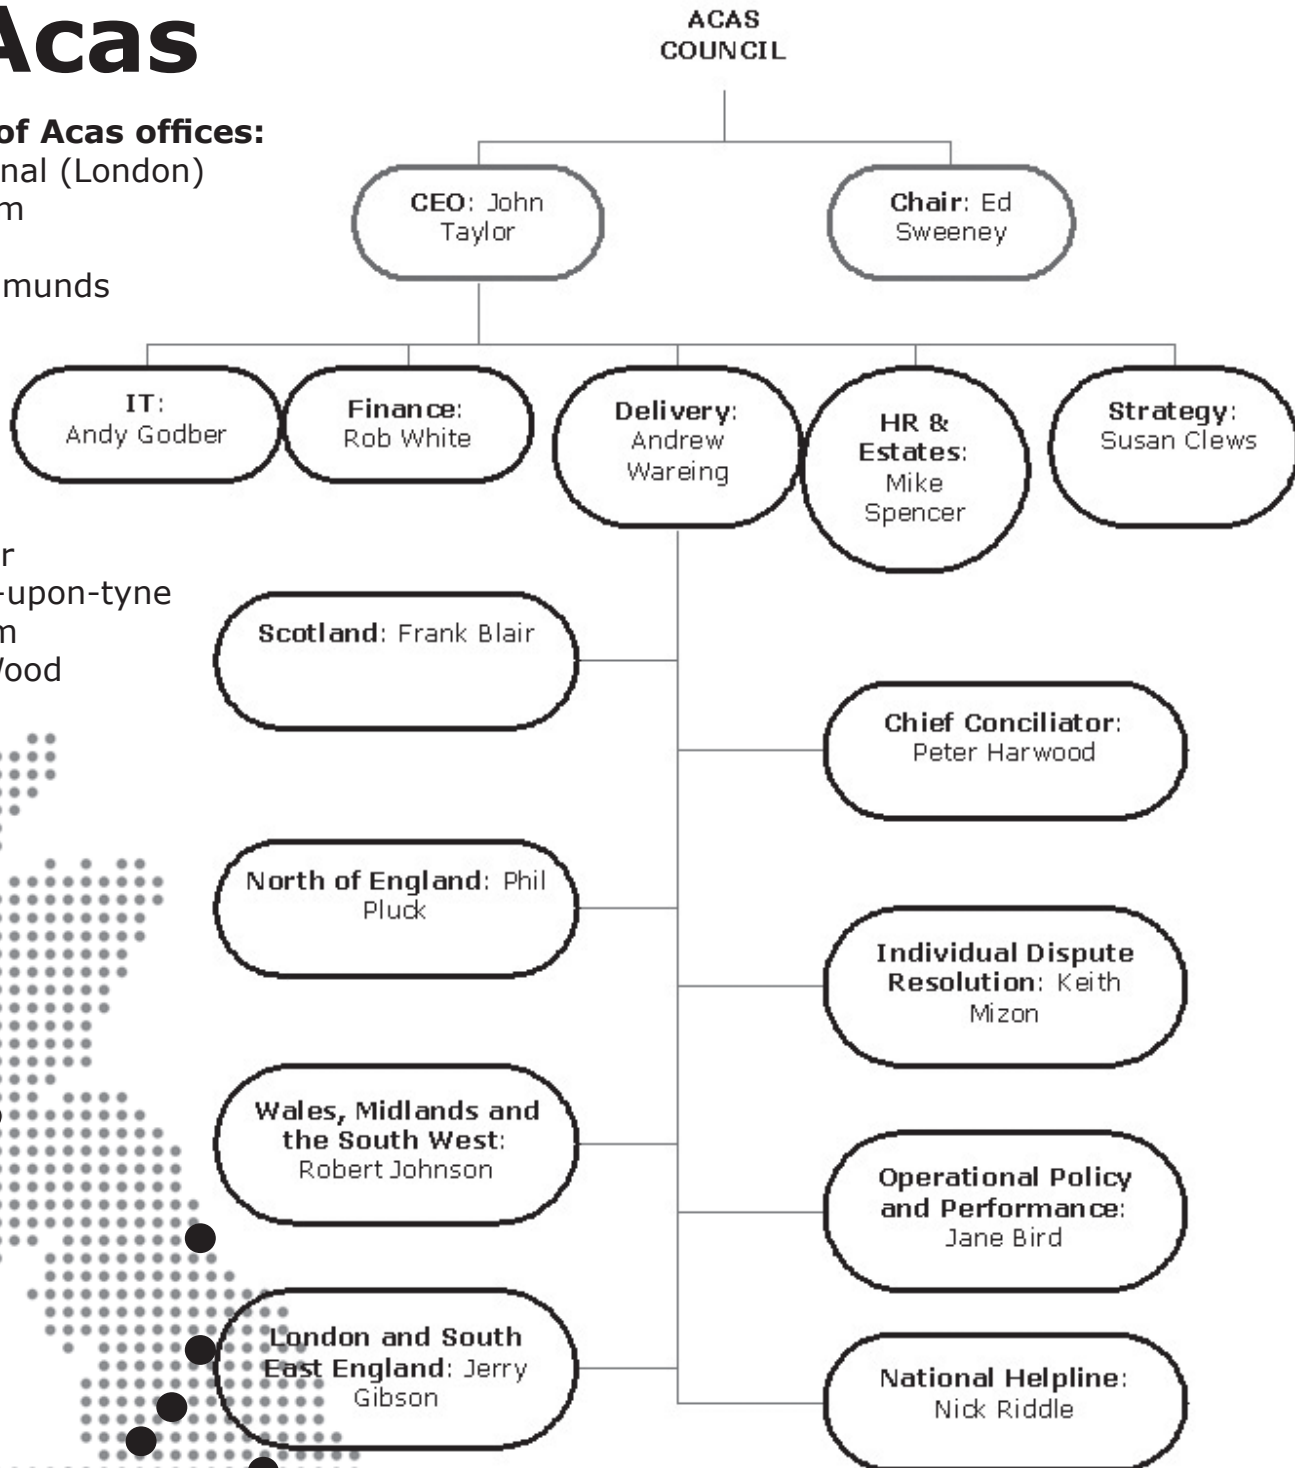 Acas
of Acas offices:
nal (London)
m
munds
r
-upon-tyne
m
Wood
ACAS
COUNCIL
CEO: John
Taylor
Chair: Ed
Sweeney
IT:
Andy Godber
Finance:
Rob White
Delivery:
Andrew
Wareing
HR &
Estates:
Mike
Spencer
Strategy:
Susan Clews
Scotland: Frank Blair
Chief Conciliator:
Peter Harwood
North of England: Phil
Pluck
Individual Dispute
Resolution: Keith
Mizon
Wales, Midlands and
the South West:
Robert Johnson
Operational Policy
and Performance:
Jane Bird
London and South
East England: Jerry
Gibson
National Helpline:
Nick Riddle